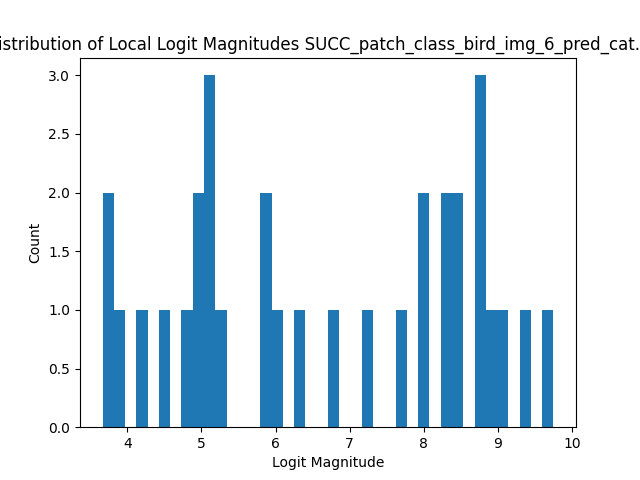 istribution of Local Logit Magnitudes SUCC_patch_class_bird_img_6_pred_cat.
3.0
2.5
2.0
1.5
1.0
0.5
0.0
Count
4 5 6 7 8 9 10
Logit Magnitude